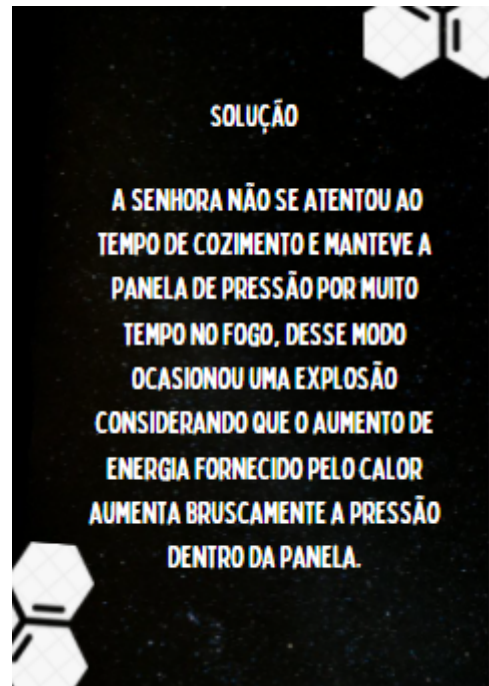 SOLUÇÃO
A SENHORA NÃO SE ATENTOU AO
TEMPO DE COZIMENTO E MANTEVE A
PANELA DE PRESSÃO POR MUITO
TEMPO NO FOGO, DESSE MODO
OCASIONOU UMA EXPLOSÃO
CONSIDERANDO QUE O AUMENTO DE
ENERGIA FORNECIDO PELO CALOR
AUMENTA BRUSCAMENTE A PRESSÃO
DENTRO DA PANELA.